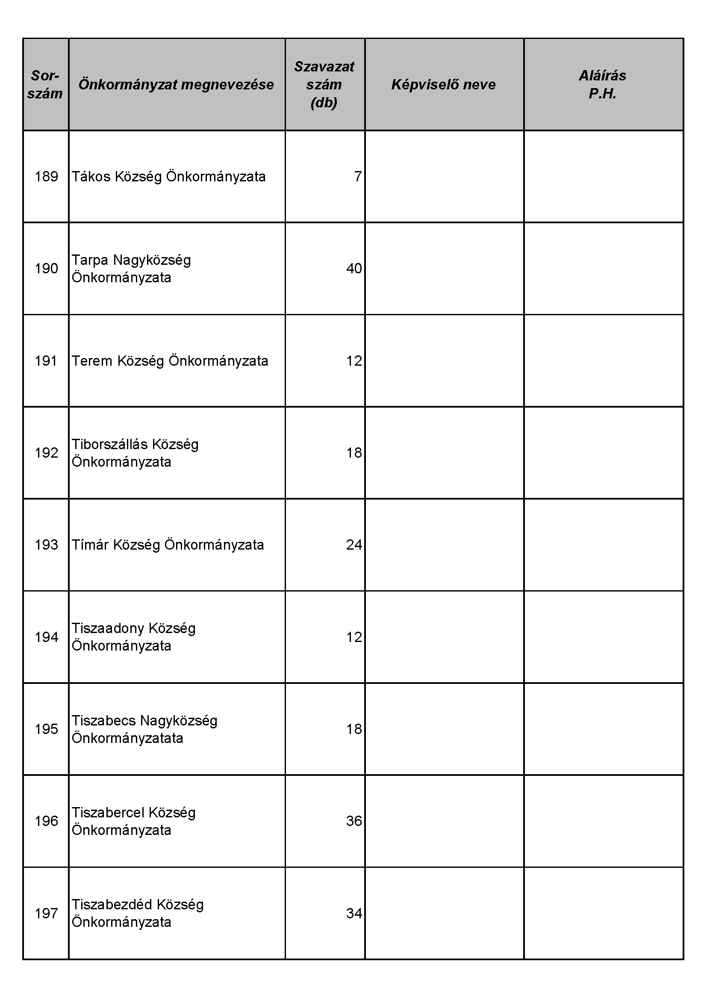 Sor-
szám
Önkormányzat megnevezése
Szavazat
szám
(db)
Képviselő neve
Aláírás
P.H.
189
Tákos Község Önkormányzata
7
190
Tarpa Nagyközség
Önkormányzata
40
191
Terem Község Önkormányzata
12
192
Tiborszállás Község
Önkormányzata
18
193
Tímár Község Önkormányzata
24
194
Tiszaadony Község
Önkormányzata
12
195
Tiszabecs Nagyközség
Önkormányzatata
18
196
Tiszabercel Község
Önkormányzata
36
197
Tiszabezdéd Község
Önkormányzata
34